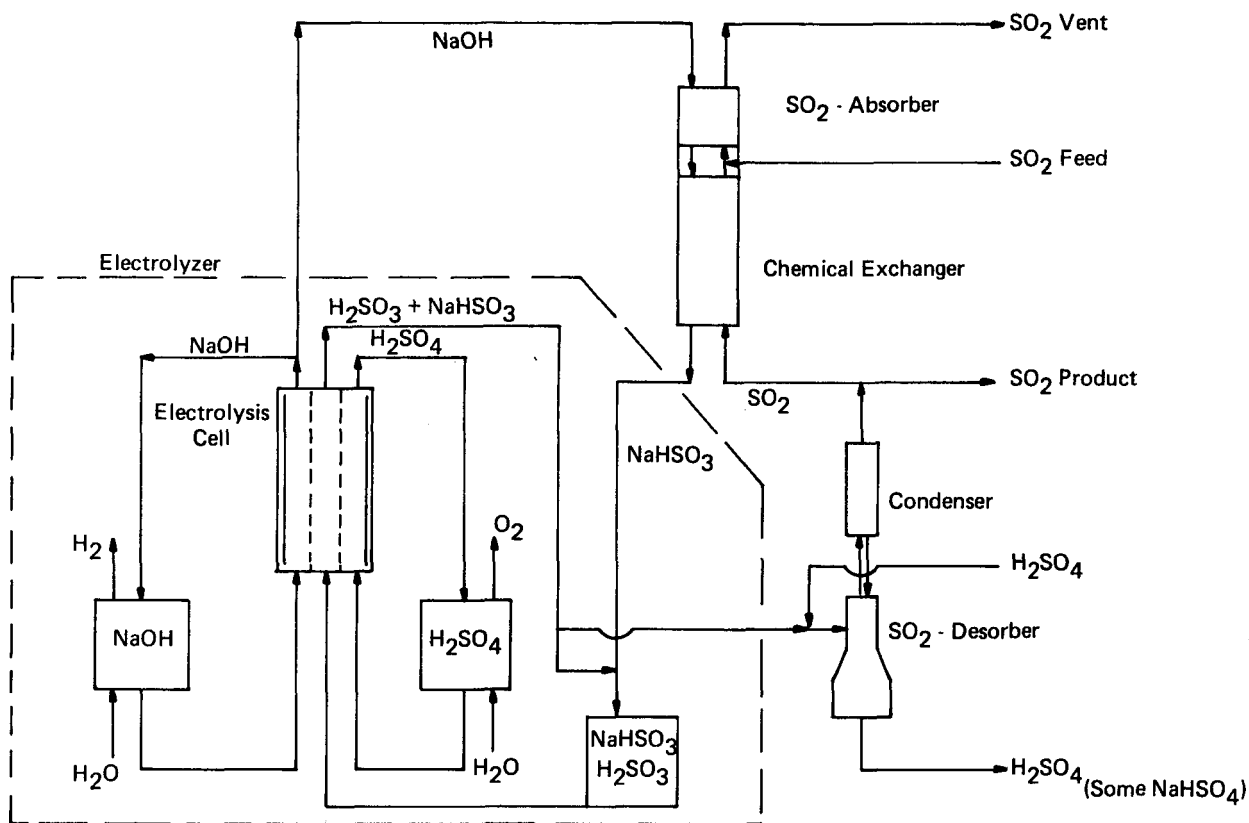 NaOH
SO2 Vent
SO2 - Absorber
SO2 Feed
Electrolyzer
Chemical Exchanger
H2SO3 + NaHSO3
H2SO4
NaOH
SO2 Product
SO2
Electrolysis
Cell
NaHSO3
Condenser
H2
O2
H2SO4
NaOH
H2SO4
SO2 - Desorber
NaHSO3
H2SO3
H2O
H2O
H2SO4 (Some NaHSO4)